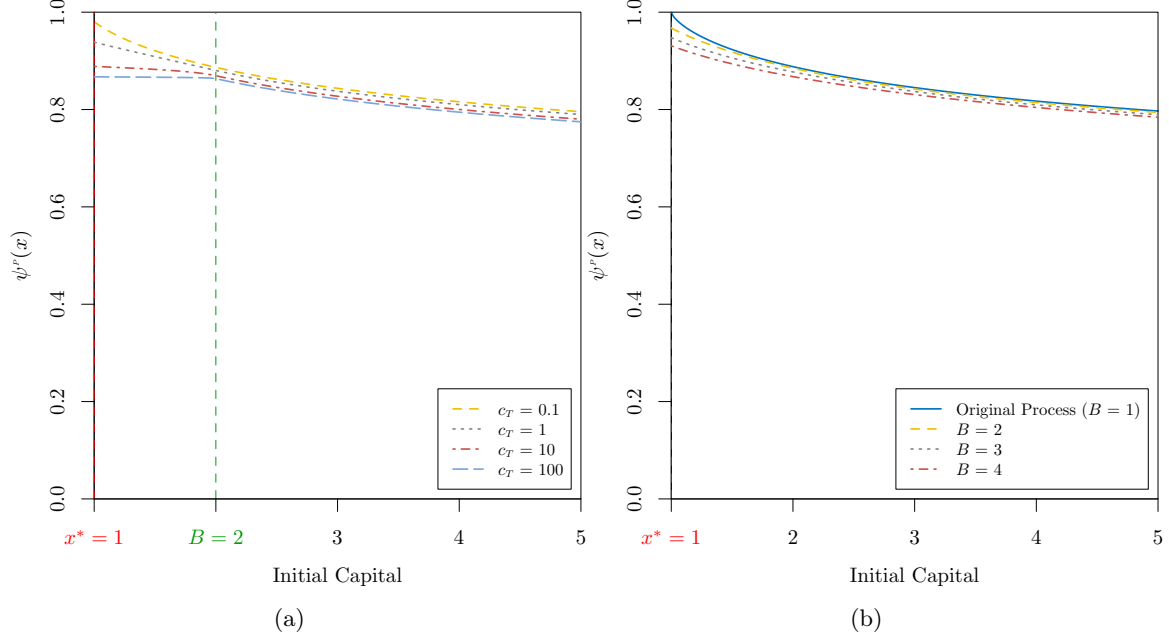 1.0
0.8
0.6
0.4
0.2
0.0
ψᵖ(x)
x* = 1
B = 2
3
4
5
Initial Capital
c_T = 0.1
c_T = 1
c_T = 10
c_T = 100
(a)
1.0
0.8
0.6
0.4
0.2
0.0
ψᵖ(x)
x* = 1
2
3
4
5
Initial Capital
Original Process (B = 1)
B = 2
B = 3
B = 4
(b)